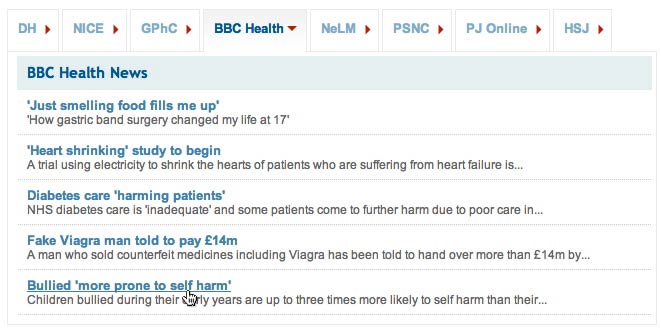 DH NICE GPhC BBC Health NeLM PSNC PJ Online HSJ
BBC Health News
'Just smelling food fills me up'
'How gastric band surgery changed my life at 17'
'Heart shrinking' study to begin
A trial using electricity to shrink the hearts of patients who are suffering from heart failure is...
Diabetes care 'harming patients'
NHS diabetes care is 'inadequate' and some patients come to further harm due to poor care in...
Fake Viagra man told to pay £14m
A man who sold counterfeit medicines including Viagra has been told to hand over more than £14m by...
Bullied 'more prone to self harm'
Children bullied during their early years are up to three times more likely to self harm than their...